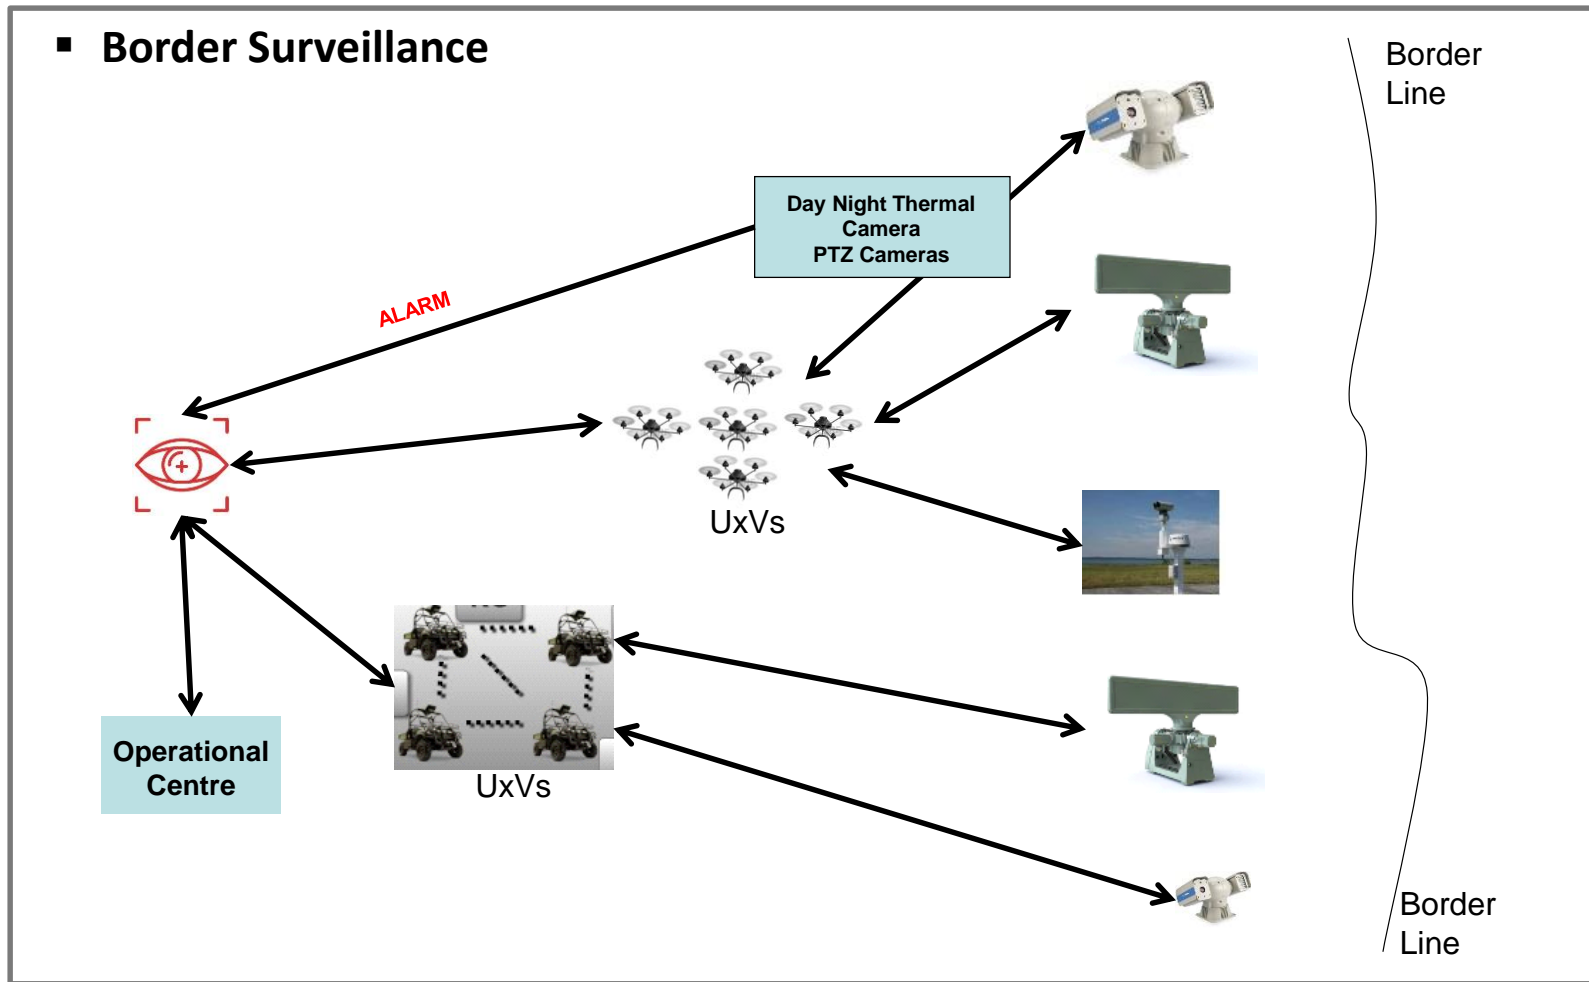 ▪ Border Surveillance
Border
Line
Day Night Thermal
Camera
PTZ Cameras
ALARM
UxVs
Operational
Centre
UxVs
Border
Line